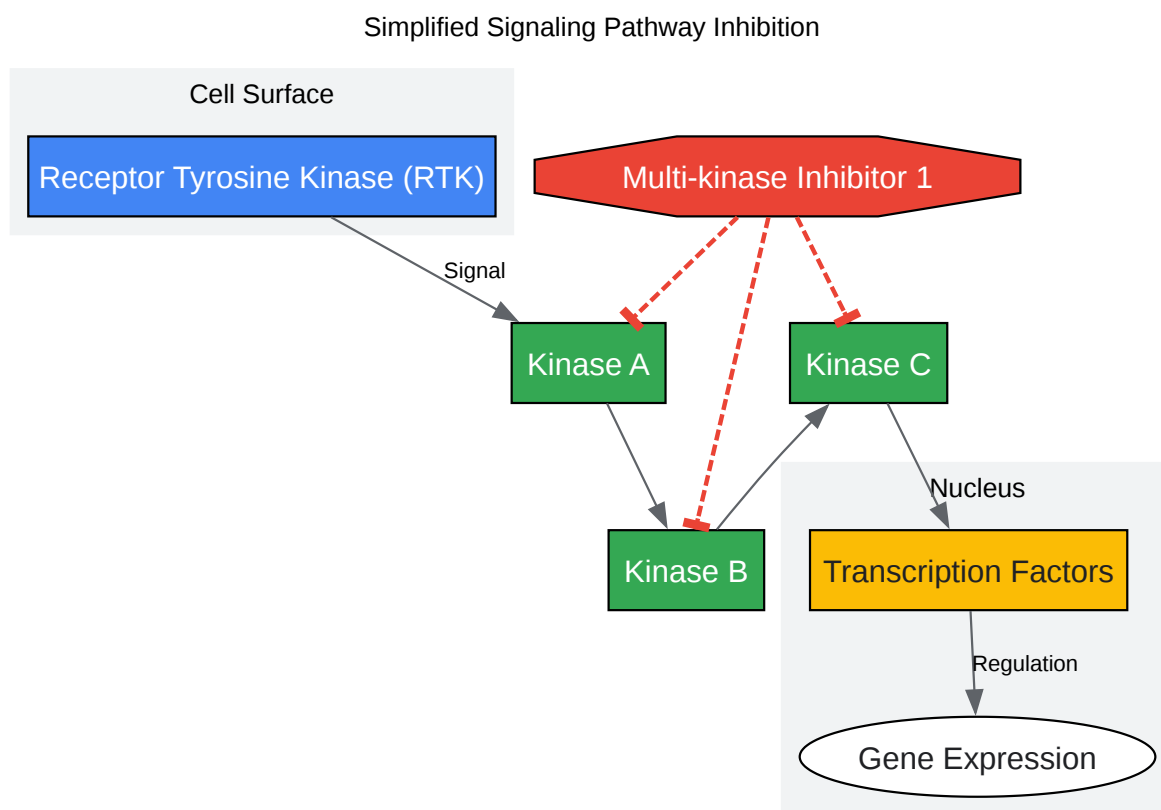 Simplified Signaling Pathway Inhibition
Cell Surface
Receptor Tyrosine Kinase (RTK)
Multi-kinase Inhibitor 1
Signal
Kinase A
Kinase C
Nucleus
Kinase B
Transcription Factors
Regulation
Gene Expression